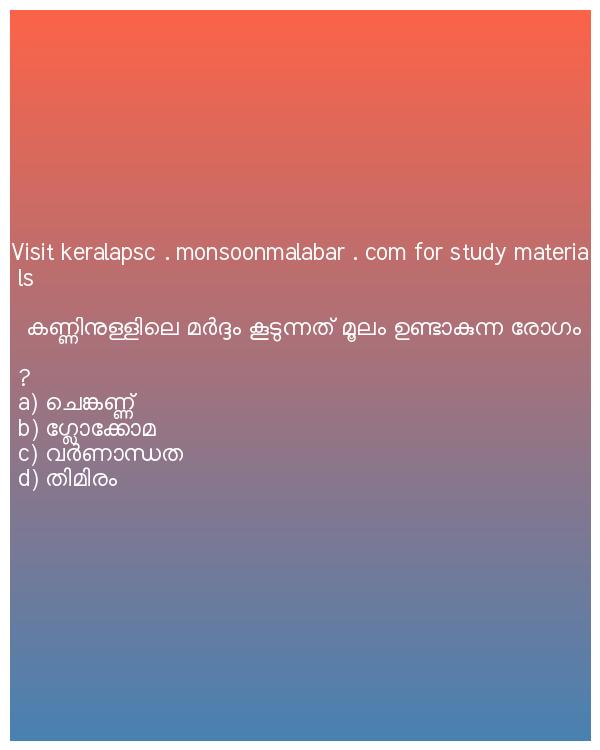 Visit keralapsc . monsoonmalabar . com for study materia
ls
കണ്ണിനുള്ളിലെ മർദ്ദം കൂടുന്നത് മൂലം ഉണ്ടാകുന്ന രോഗം
?
a) ചെങ്കണ്ണ്
b) ഗ്ലോക്കോമ
c) വർണാന്ധത
d) തിമിരം